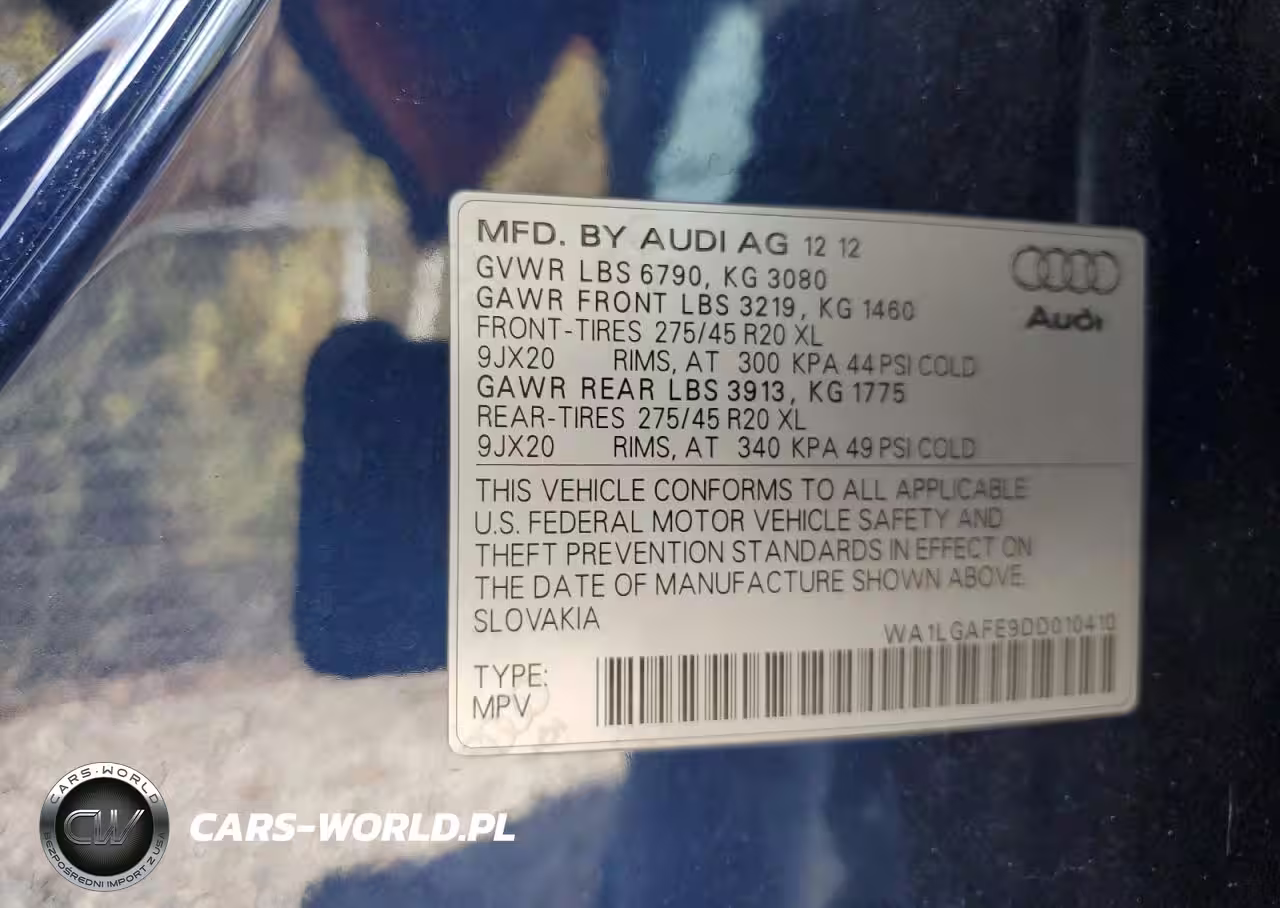 MFD. BY AUDI AG 12 12
GVWR LBS 6790, KG 3080
GAWR FRONT LBS 3219, KG 1460
FRONT-TIRES 275/45 R20 XL
9JX20 RIMS, AT 300 KPA 44 PSI COLD
GAWR REAR LBS 3913, KG 1775
REAR-TIRES 275/45 R20 XL
9JX20 RIMS, AT 340 KPA 49 PSI COLD
Audi
THIS VEHICLE CONFORMS TO ALL APPLICABLE
U.S. FEDERAL MOTOR VEHICLE SAFETY AND
THEFT PREVENTION STANDARDS IN EFFECT ON
THE DATE OF MANUFACTURE SHOWN ABOVE.
SLOVAKIA
WA1LGAFE9DD010410
TYPE:
MPV
CARS-WORLD
CW
BEZPOŚREDNI IMPORT Z USA
CARS-WORLD.PL